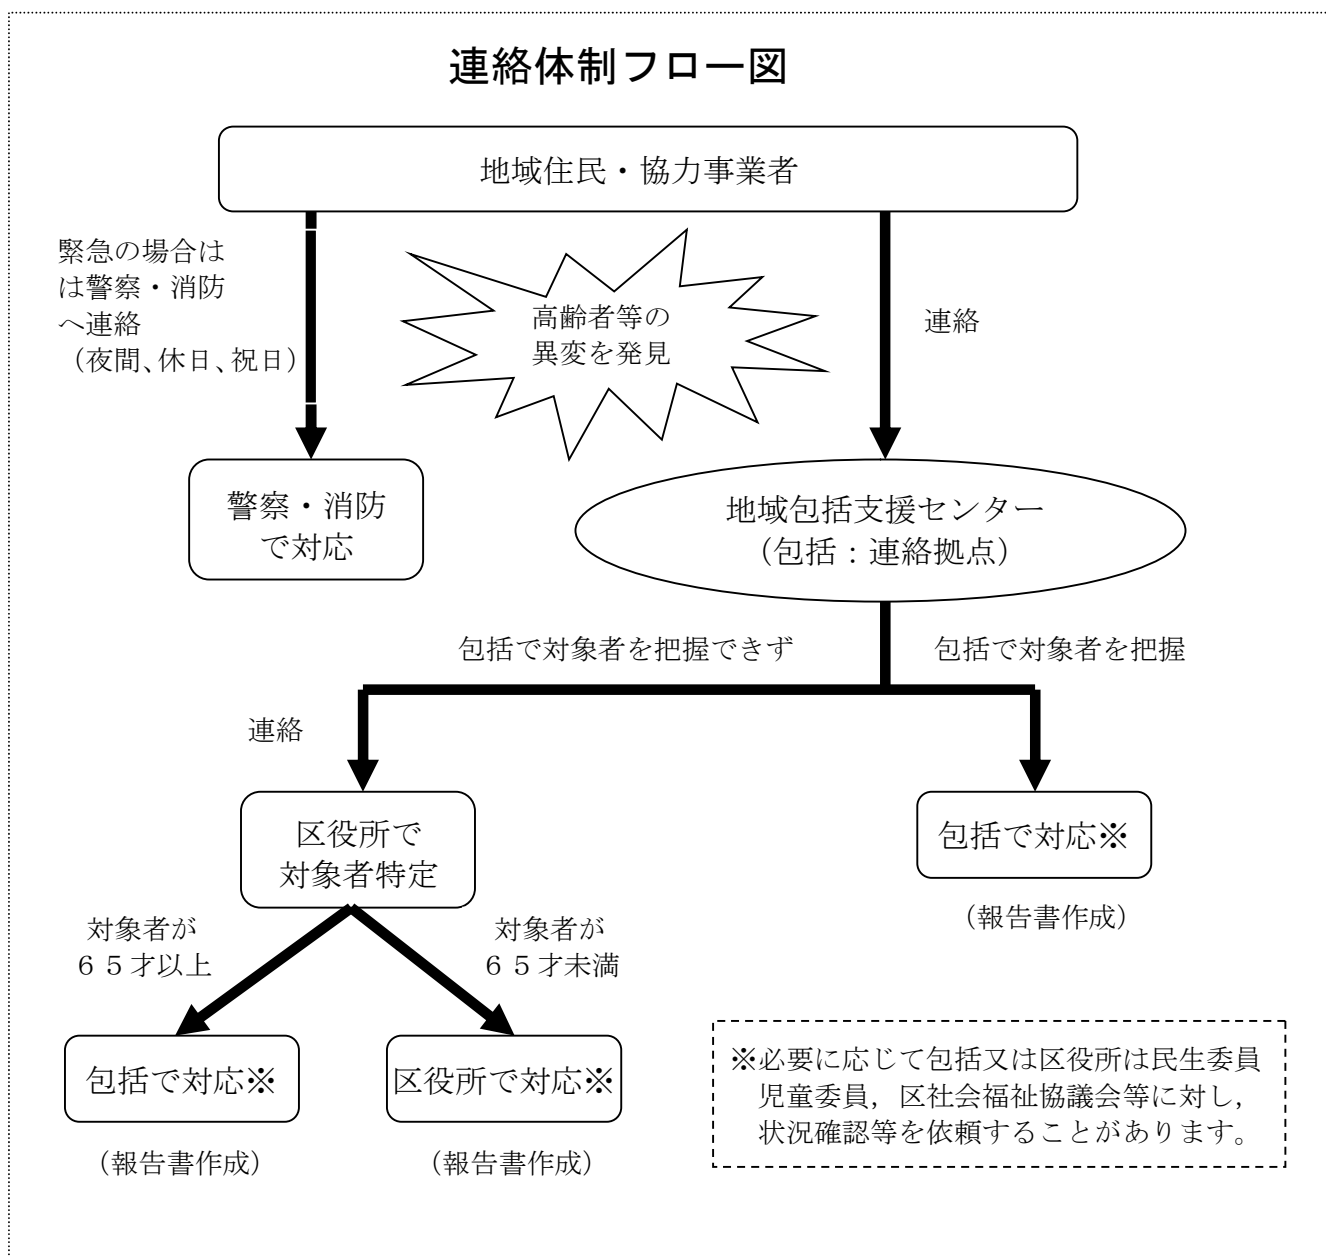 連絡体制フロー図
地域住民・協力事業者
緊急の場合は
は警察・消防
へ連絡
（夜間､休日､祝日）
高齢者等の
異変を発見
連絡
警察・消防
で対応
地域包括支援センター
（包括：連絡拠点）
包括で対象者を把握できず
包括で対象者を把握
連絡
区役所で
対象者特定
包括で対応※
（報告書作成）
対象者が
６５才以上
対象者が
６５才未満
包括で対応※
（報告書作成）
区役所で対応※
（報告書作成）
※必要に応じて包括又は区役所は民生委員
児童委員，区社会福祉協議会等に対し，
状況確認等を依頼することがあります。